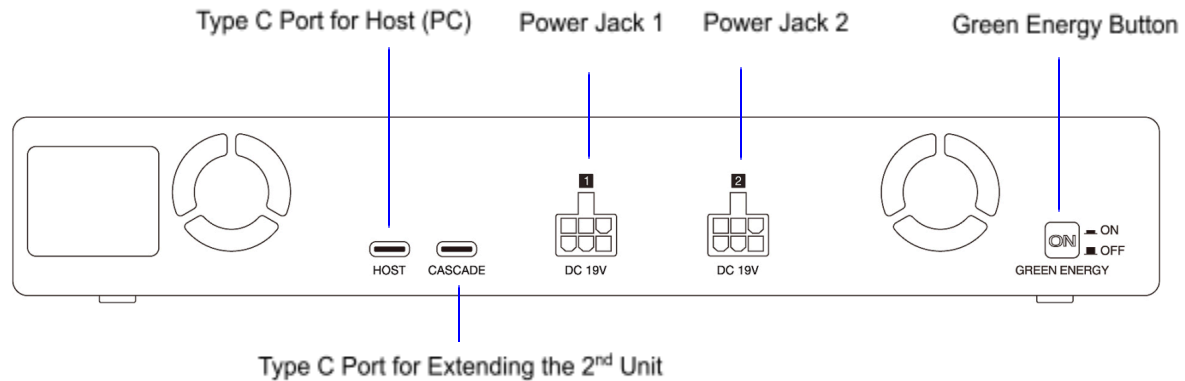 Type C Port for Host (PC)
Power Jack 1
Power Jack 2
Green Energy Button
1
2
ON
ON
OFF
HOST
CASCADE
DC 19V
DC 19V
GREEN ENERGY
Type C Port for Extending the 2nd Unit